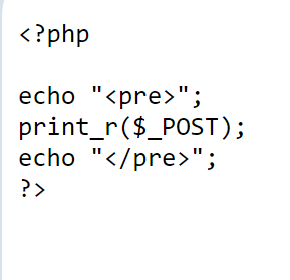 <?php
echo "<pre>";
print_r($_POST);
echo "</pre>";
?>